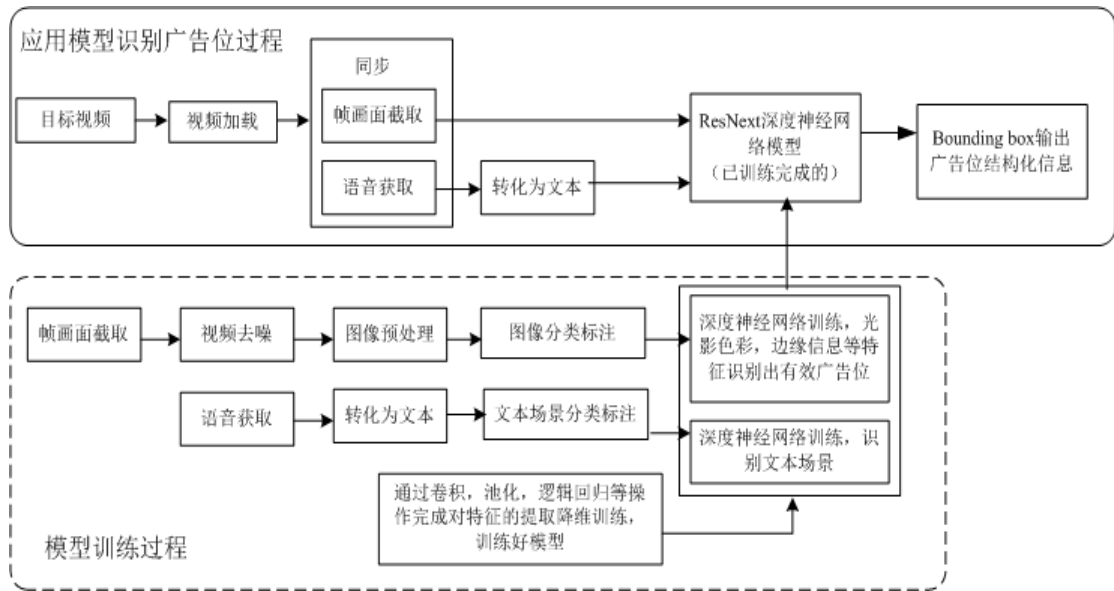 应用模型识别广告位过程
同步
目标视频
视频加载
帧画面截取
语音获取
转化为文本
ResNext深度神经网
络模型
(已训练完成的)
Bounding box输出
广告位结构化信息
帧画面截取
视频去噪
图像预处理
图像分类标注
深度神经网络训练，光
影色彩，边缘信息等特
征识别出有效广告位
语音获取
转化为文本
文本场景分类标注
深度神经网络训练，识
别文本场景
通过卷积，池化，逻辑回归等操
作完成对特征的提取降维训练，
训练好模型
模型训练过程